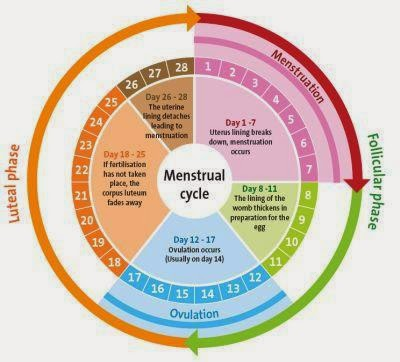 Menstrual
cycle
Menstruation
Follicular phase
Ovulation
Luteal phase
1
2
3
4
5
6
7
8
9
10
11
12
13
14
15
16
17
18
19
20
21
22
23
24
25
26
27
28
Day 1 -7
Uterus lining breaks
down, menstruation
occurs
Day 8 -11
The lining of the
womb thickens in
preparation for the
egg
Day 12 - 17
Ovulation occurs
(Usually on day 14)
Day 18 - 25
If fertilisation
has not taken
place, the
corpus luteum
fades away
Day 26 - 28
The uterine
lining detaches
leading to
menstruation